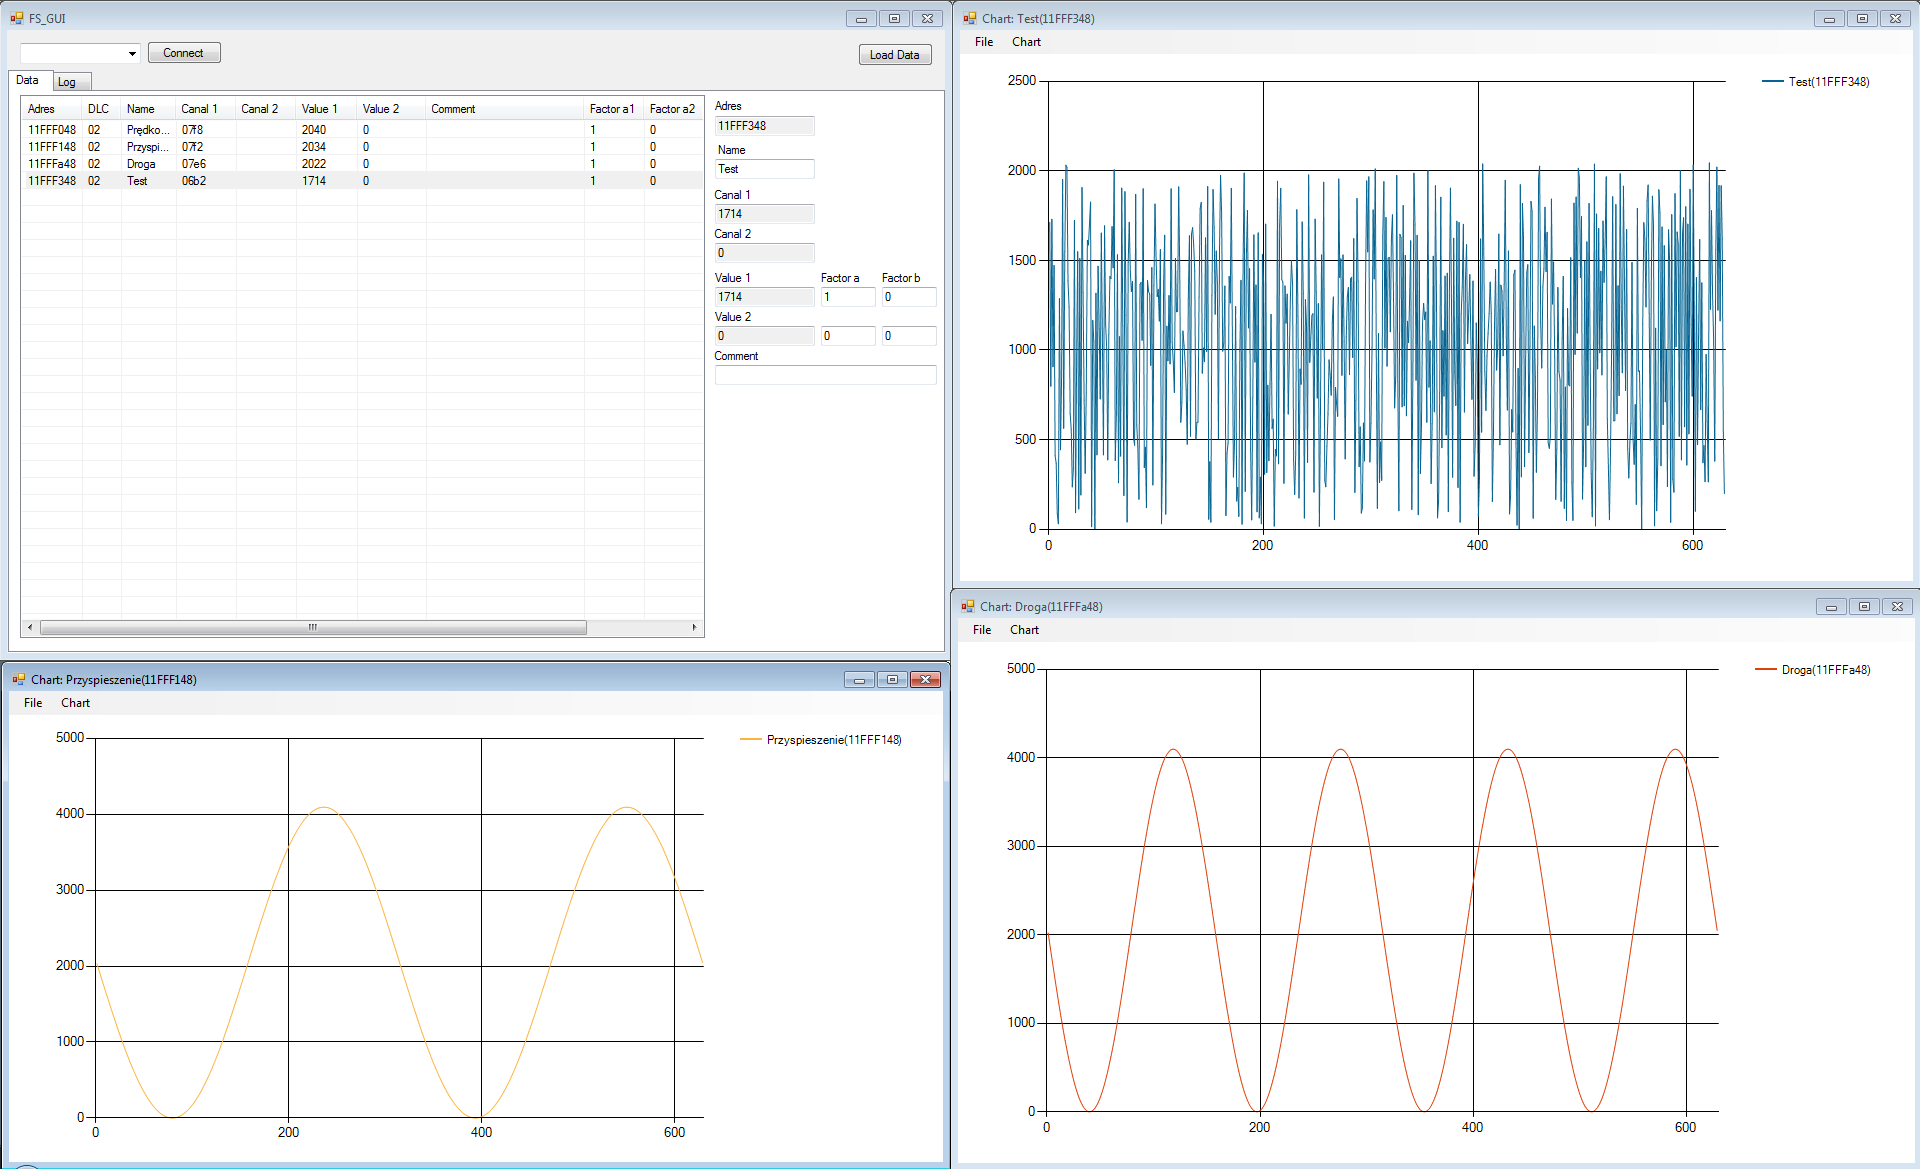 FS_GUI
Connect
Load Data
Data Log
Adres DLC Name Canal 1 Canal 2 Value 1 Value 2 Comment Factor a1 Factor a2
11FFF048 02 Prędko... 07f8 2040 0 1 0
11FFF148 02 Przyspi... 07f2 2034 0 1 0
11FFFa48 02 Droga 07e6 2022 0 1 0
11FFF348 02 Test 06b2 1714 0 1 0
Adres
11FFF348
Name
Test
Canal 1
1714
Canal 2
0
Value 1 Factor a Factor b
1714 1 0
Value 2
0 0 0
Comment
Chart: Test(11FFF348)
File Chart
2500
2000
1500
1000
500
0
0 200 400 600
Test(11FFF348)
Chart: Przyspieszenie(11FFF148)
File Chart
5000
4000
3000
2000
1000
0
0 200 400 600
Przyspieszenie(11FFF148)
Chart: Droga(11FFFa48)
File Chart
5000
4000
3000
2000
1000
0
0 200 400 600
Droga(11FFFa48)